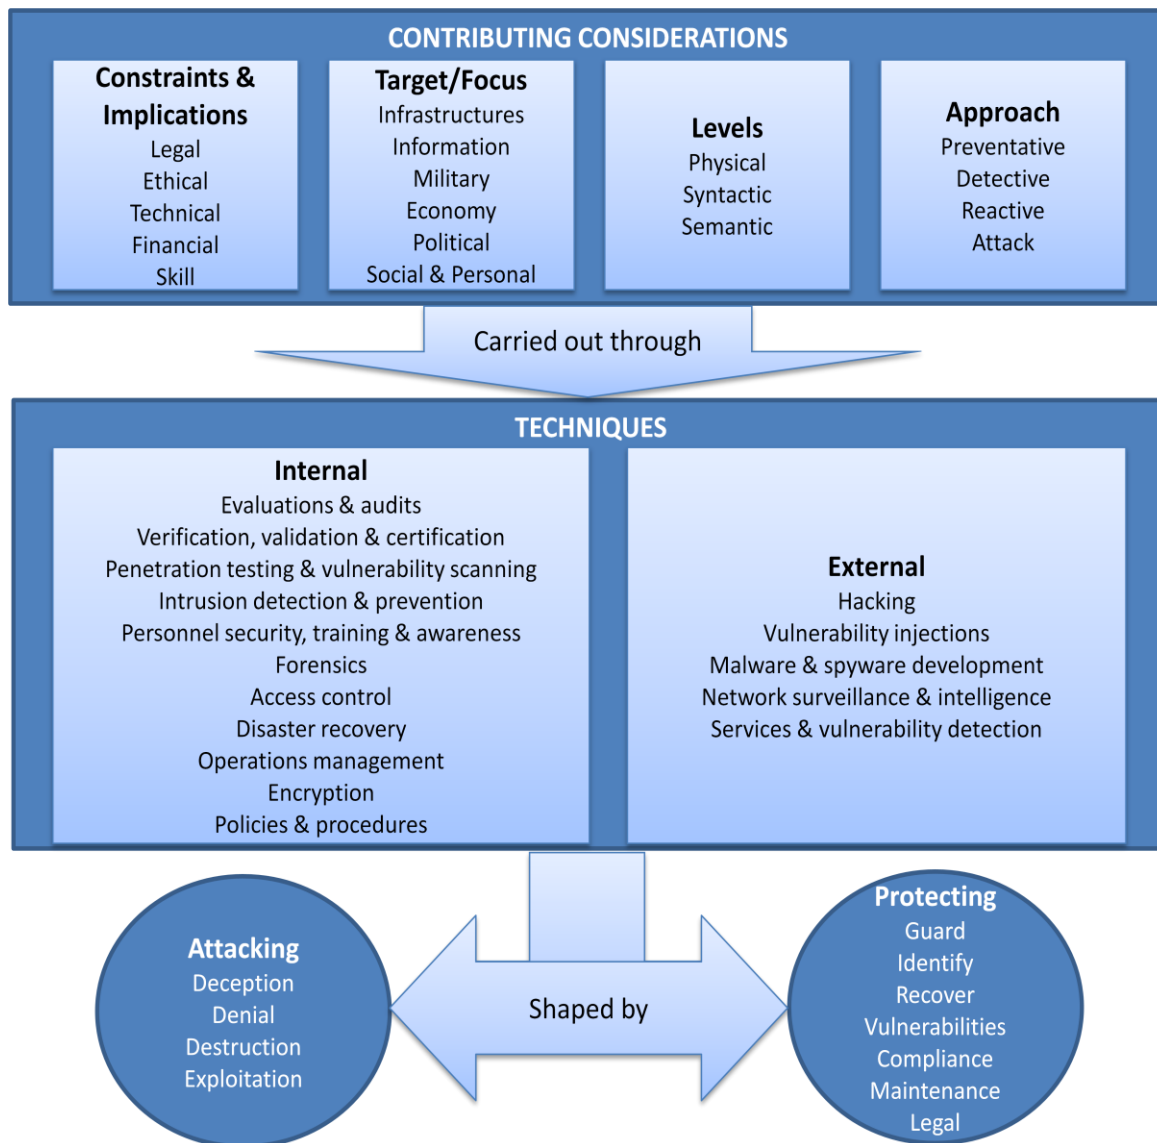 CONTRIBUTING CONSIDERATIONS
Constraints &
Implications
Legal
Ethical
Technical
Financial
Skill
Target/Focus
Infrastructures
Information
Military
Economy
Political
Social & Personal
Levels
Physical
Syntactic
Semantic
Approach
Preventative
Detective
Reactive
Attack
Carried out through
TECHNIQUES
Internal
Evaluations & audits
Verification, validation & certification
Penetration testing & vulnerability scanning
Intrusion detection & prevention
Personnel security, training & awareness
Forensics
Access control
Disaster recovery
Operations management
Encryption
Policies & procedures
External
Hacking
Vulnerability injections
Malware & spyware development
Network surveillance & intelligence
Services & vulnerability detection
Attacking
Deception
Denial
Destruction
Exploitation
Shaped by
Protecting
Guard
Identify
Recover
Vulnerabilities
Compliance
Maintenance
Legal